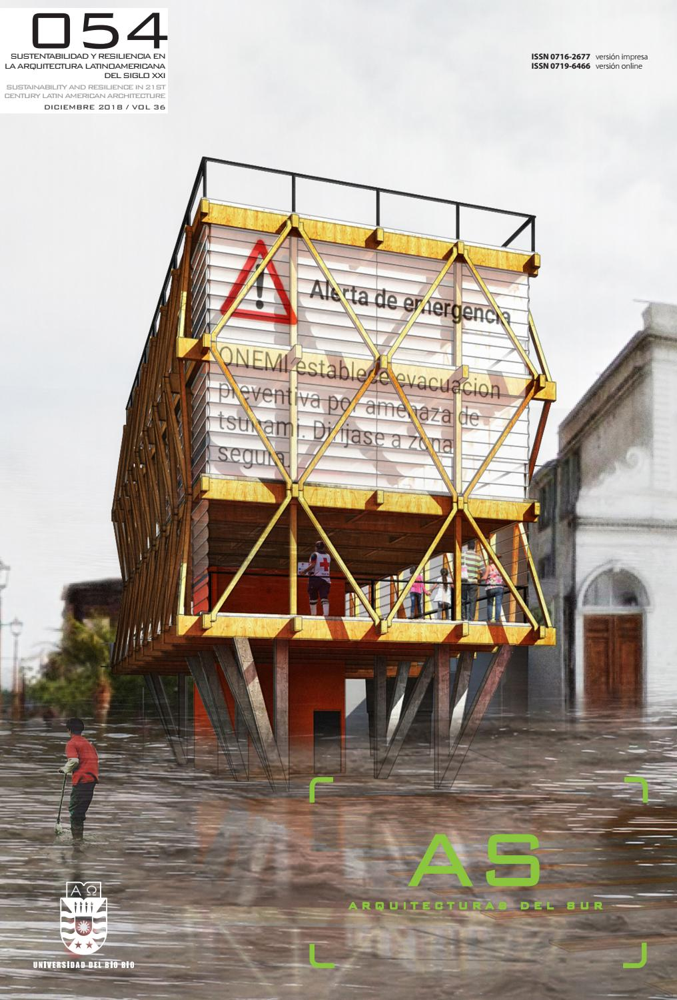 054
SUSTENTABILIDAD Y RESILIENCIA EN
LA ARQUITECTURA LATINOAMERICANA
DEL SIGLO XXI
SUSTAINABILITY AND RESILIENCE IN 21ST
CENTURY LATIN AMERICAN ARCHITECTURE
DICIEMBRE 2018 / VOL 36
ISSN 0716-2677 versión impresa
ISSN 0719-6466 versión online
!
Alerta de emergencia
ONEMI establece evacuacion
preventiva por amenaza de
tsunami. Dirijase a zona
segura.
AS
ARQUITECTURAS DEL SUR
A Ω
UNIVERSIDAD DEL BÍO BÍO